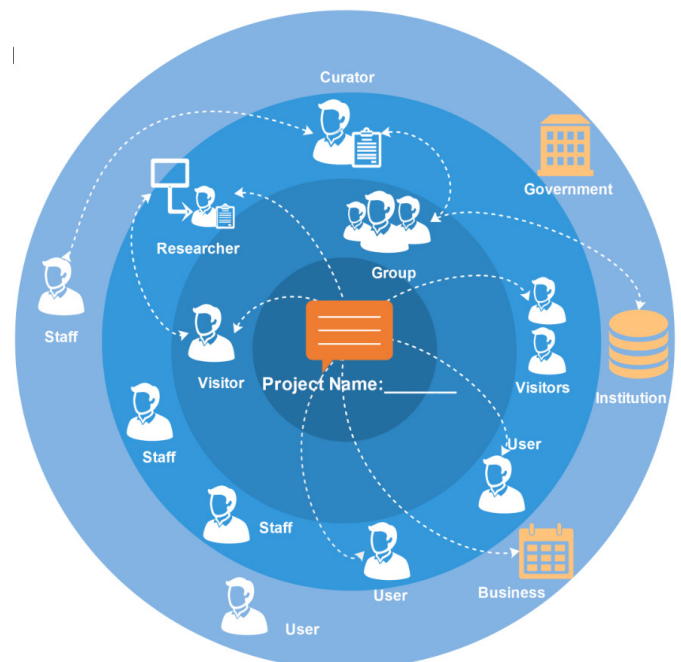 Curator
Government
Researcher
Group
Staff
Visitor
Project Name:_______
Visitors
Institution
User
Staff
Staff
User
Business
User